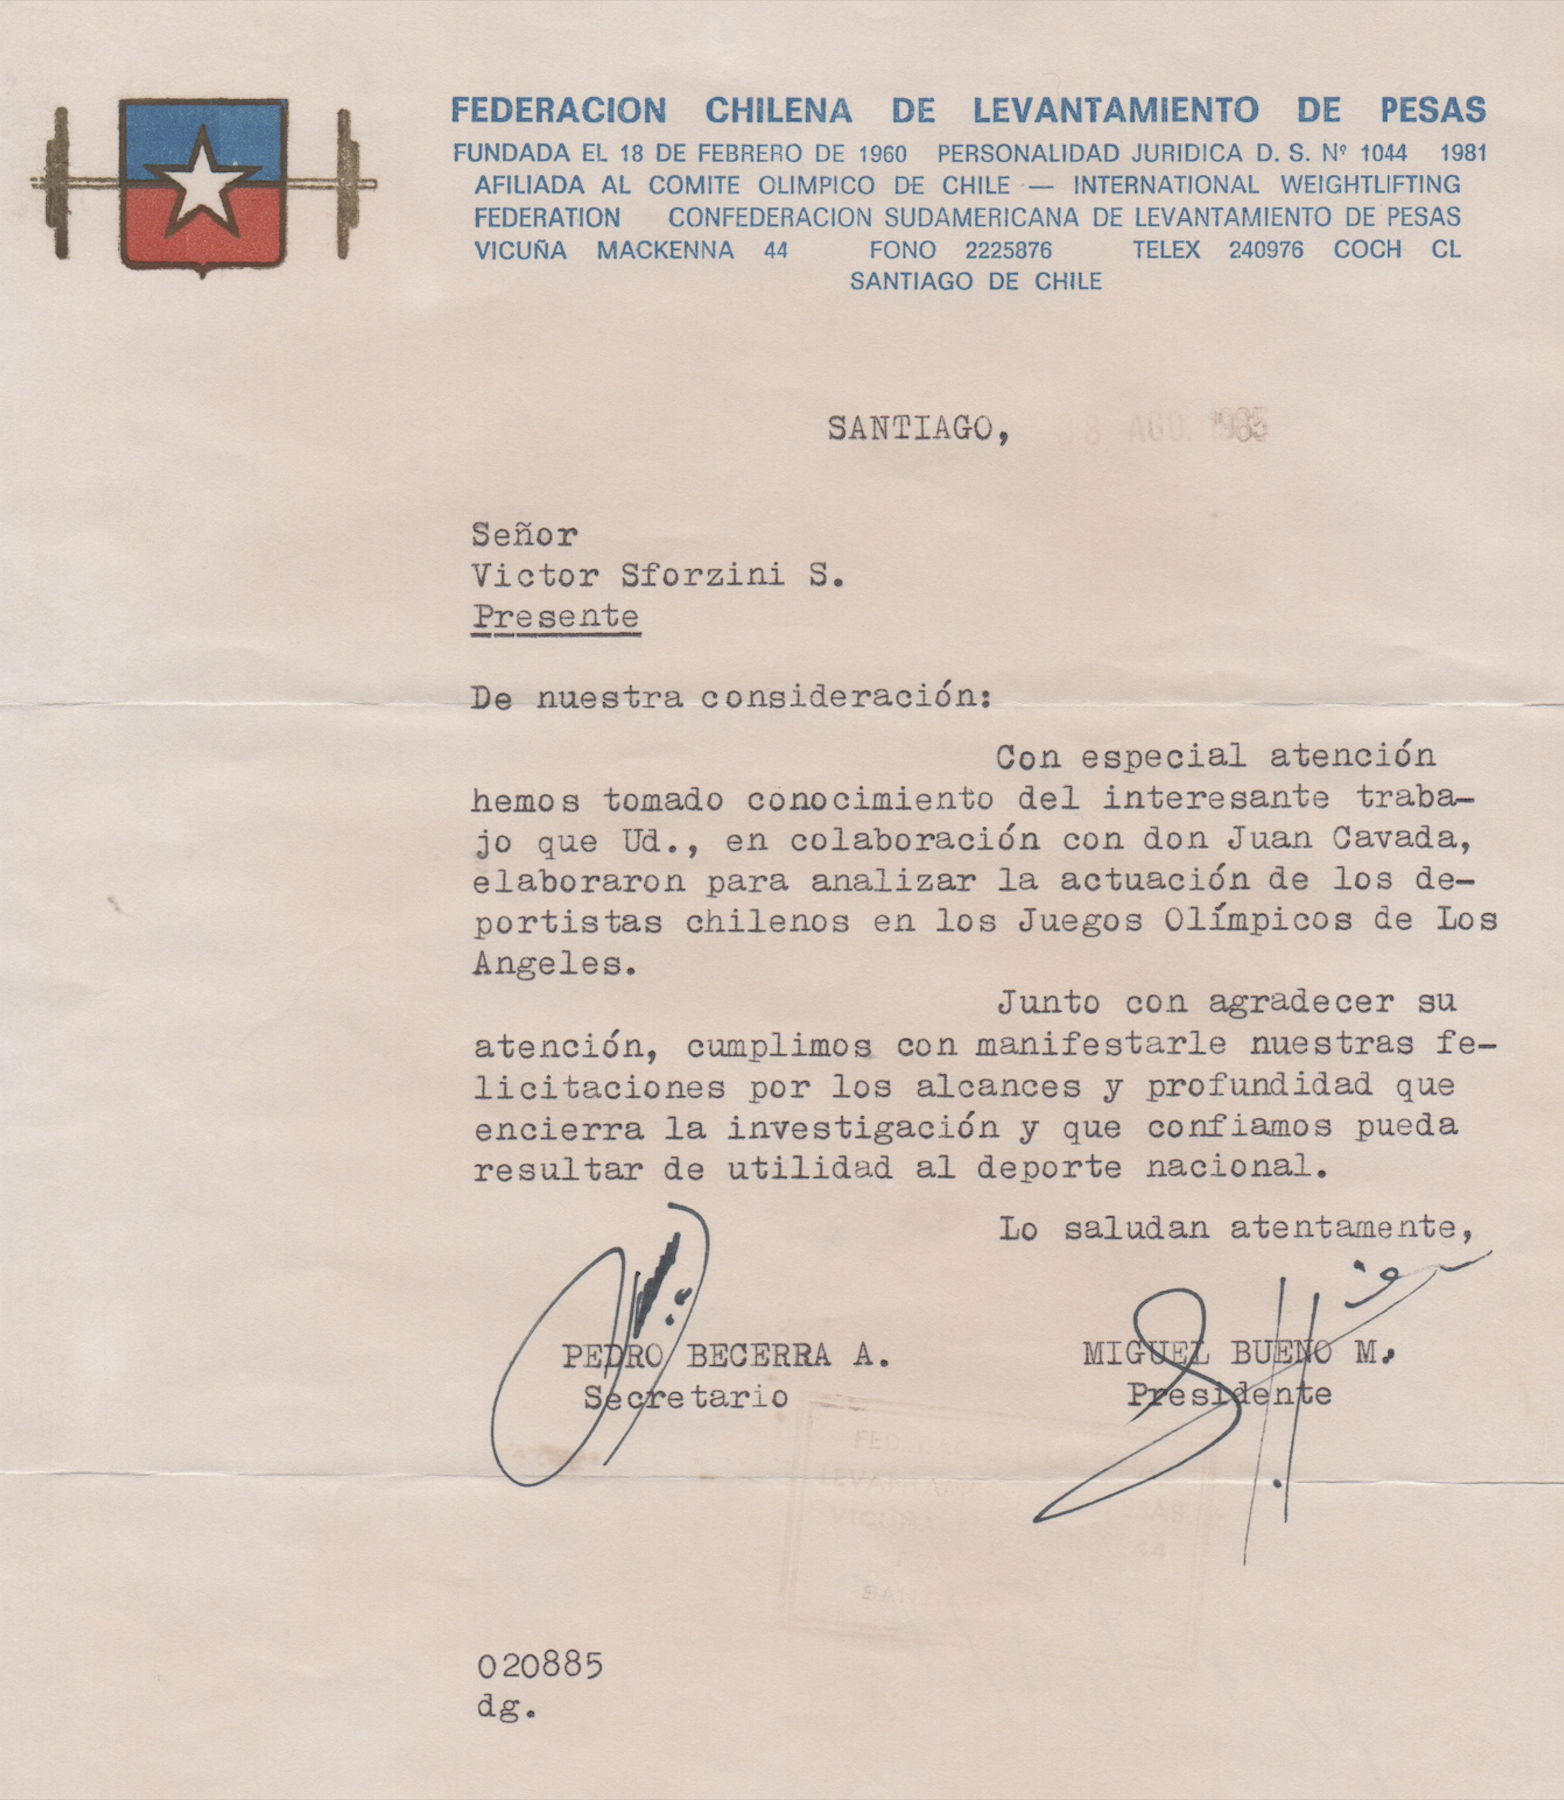 FEDERACION CHILENA DE LEVANTAMIENTO DE PESAS
FUNDADA EL 18 DE FEBRERO DE 1960 PERSONALIDAD JURIDICA D. S. Nº 1044 1981
AFILIADA AL COMITE OLIMPICO DE CHILE — INTERNATIONAL WEIGHTLIFTING
FEDERATION CONFEDERACION SUDAMERICANA DE LEVANTAMIENTO DE PESAS
VICUÑA MACKENNA 44 FONO 2225876 TELEX 240976 COCH CL
SANTIAGO DE CHILE
SANTIAGO, 08 AGO. 1985
Señor
Victor Sforzini S.
Presente
De nuestra consideración:
Con especial atención
hemos tomado conocimiento del interesante traba-
jo que Ud., en colaboración con don Juan Cavada,
elaboraron para analizar la actuación de los de-
portistas chilenos en los Juegos Olímpicos de Los
Angeles.
Junto con agradecer su
atención, cumplimos con manifestarle nuestras fe-
licitaciones por los alcances y profundidad que
encierra la investigación y que confiamos pueda
resultar de utilidad al deporte nacional.
Lo saludan atentamente,
PEDRO BECERRA A. MIGUEL BUENO M.
Secretario Presidente
020885
dg.